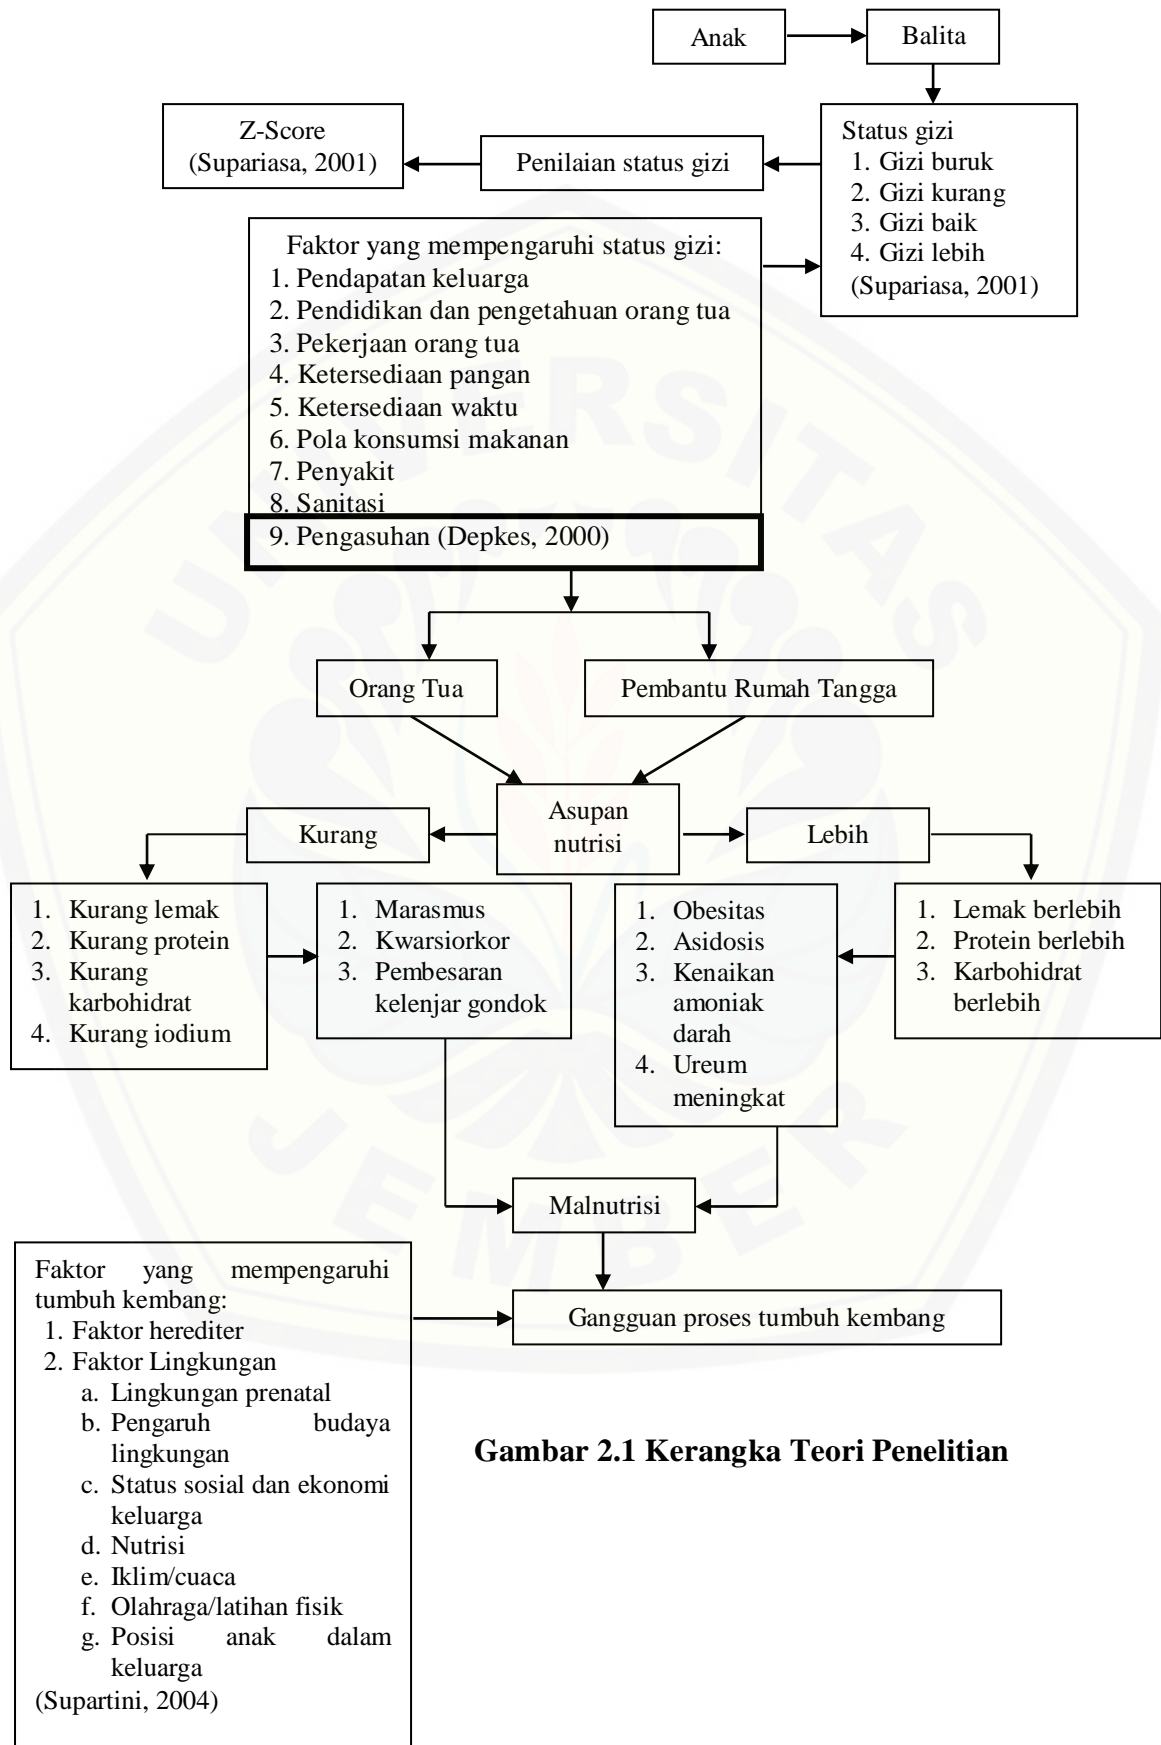 Anak
Balita
Z-Score
(Supariasa, 2001)
Penilaian status gizi
Status gizi
1. Gizi buruk
2. Gizi kurang
3. Gizi baik
4. Gizi lebih
(Supariasa, 2001)
Faktor yang mempengaruhi status gizi:
1. Pendapatan keluarga
2. Pendidikan dan pengetahuan orang tua
3. Pekerjaan orang tua
4. Ketersediaan pangan
5. Ketersediaan waktu
6. Pola konsumsi makanan
7. Penyakit
8. Sanitasi
9. Pengasuhan (Depkes, 2000)
Orang Tua
Pembantu Rumah Tangga
Asupan
nutrisi
Kurang
Lebih
1. Kurang lemak
2. Kurang protein
3. Kurang
karbohidrat
4. Kurang iodium
1. Marasmus
2. Kwarsiorkor
3. Pembesaran
kelenjar gondok
1. Obesitas
2. Asidosis
3. Kenaikan
amoniak
darah
4. Ureum
meningkat
1. Lemak berlebih
2. Protein berlebih
3. Karbohidrat
berlebih
Malnutrisi
Gangguan proses tumbuh kembang
Faktor yang mempengaruhi
tumbuh kembang:
1. Faktor herediter
2. Faktor Lingkungan
a. Lingkungan prenatal
b. Pengaruh budaya
lingkungan
c. Status sosial dan ekonomi
keluarga
d. Nutrisi
e. Iklim/cuaca
f. Olahraga/latihan fisik
g. Posisi anak dalam
keluarga
(Supartini, 2004)
Gambar 2.1 Kerangka Teori Penelitian
UNIVERSITAS
JEMBER